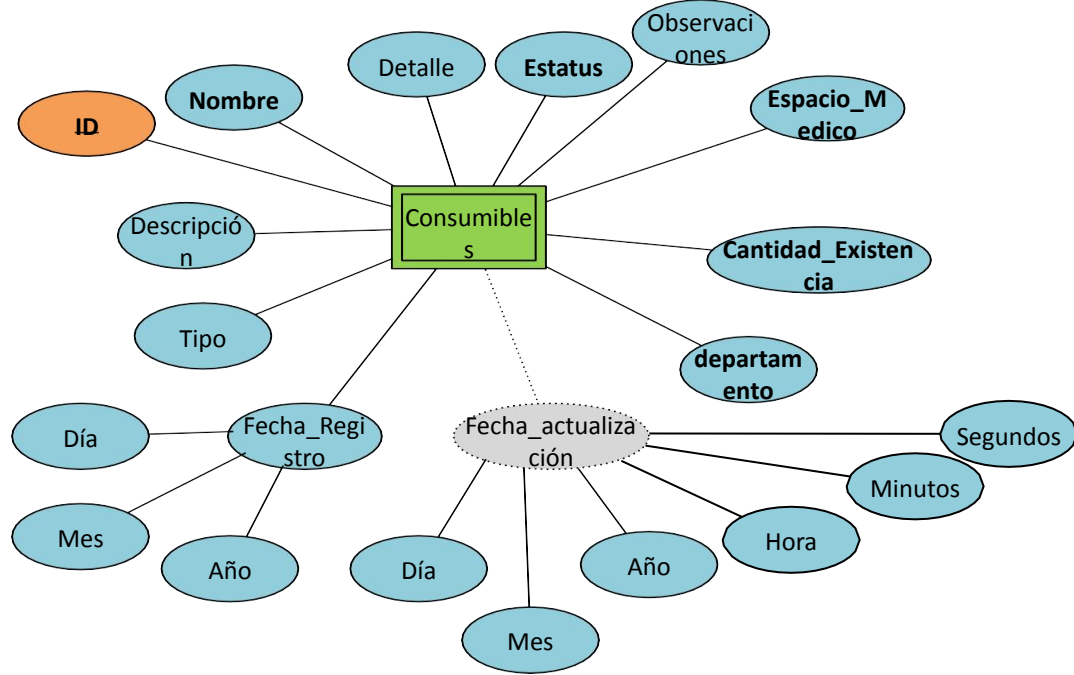 Observaci
ones
Detalle
Estatus
Nombre
ID
Espacio_M
edico
Consumible
s
Descripció
n
Cantidad_Existen
cia
Tipo
departam
ento
Fecha_Regi
stro
Fecha_actualiza
ción
Día
Segundos
Minutos
Mes
Hora
Año
Día
Año
Mes